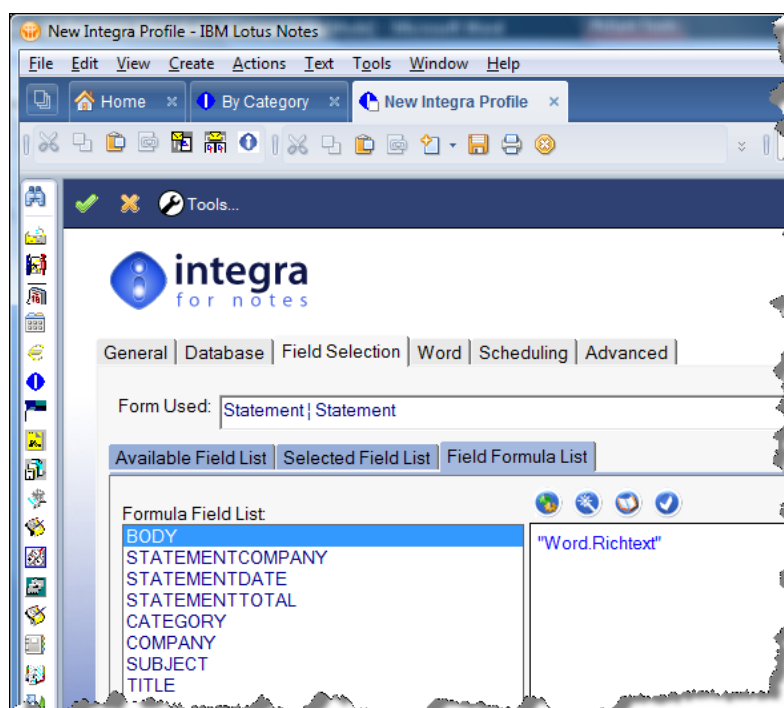 New Integra Profile - IBM Lotus Notes
File Edit View Create Actions Text Tools Window Help
Home By Category New Integra Profile
Tools...
integra
for notes
General Database Field Selection Word Scheduling Advanced
Form Used: Statement¦ Statement
Available Field List Selected Field List Field Formula List
Formula Field List:
BODY
"Word.Richtext"
STATEMENTCOMPANY
STATEMENTDATE
STATEMENTTOTAL
CATEGORY
COMPANY
SUBJECT
TITLE